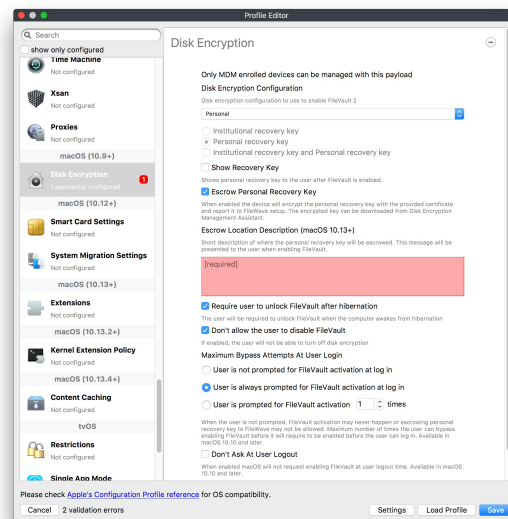 Profile Editor
Search
show only configured
Time Machine
Not configured
Xsan
Not configured
Proxies
Not configured
macOS (10.9+)
Disk Encryption
1 payload(s) configured.
1
macOS (10.12+)
Smart Card Settings
Not configured
System Migration Settings
Not configured
macOS (10.13+)
Extensions
Not configured
macOS (10.13.2+)
Kernel Extension Policy
Not configured
macOS (10.13.4+)
Content Caching
Not configured
tvOS
Restrictions
Not configured
Single App Mode
Disk Encryption
Only MDM enrolled devices can be managed with this payload
Disk Encryption Configuration
Disk encryption configuration to use to enable FileVault 2
Personal
Institutional recovery key
Personal recovery key
Institutional recovery key and Personal recovery key
Show Recovery Key
Shows personal recovery key to the user after FileVault is enabled.
Escrow Personal Recovery Key
When enabled the device will encrypt the personal recovery key with the provided certificate
and report it to FileWave setup. The encrypted key can be downloaded from Disk Encryption
Management Assistant.
Escrow Location Description (macOS 10.13+)
Short description of where the personal recovery key will be escrowed. This message will be
presented to the user when enabling FileVault.
[required]
Require user to unlock FileVault after hibernation
The user will be required to unlock FileVault when the computer awakes from hibernation
Don't allow the user to disable FileVault
If enabled, the user will not be able to turn off disk encryption
Maximum Bypass Attempts At User Login
User is not prompted for FileVault activation at log in
User is always prompted for FileVault activation at log in
User is prompted for FileVault activation 1 times
When the user is not prompted, FileVault activation may never happen or escrowing personal
recovery key to FileWave may not be allowed. Maximum number of times the user can bypass
enabling FileVault before it will require to be enabled before the user can log in. Available in
macOS 10.10 and later.
Don't Ask At User Logout
When enabled macOS will not request enabling FileVault at user logout time. Available in macOS
10.10 and later.
Please check Apple's Configuration Profile reference for OS compatibility.
Cancel 2 validation errors Settings Load Profile Save